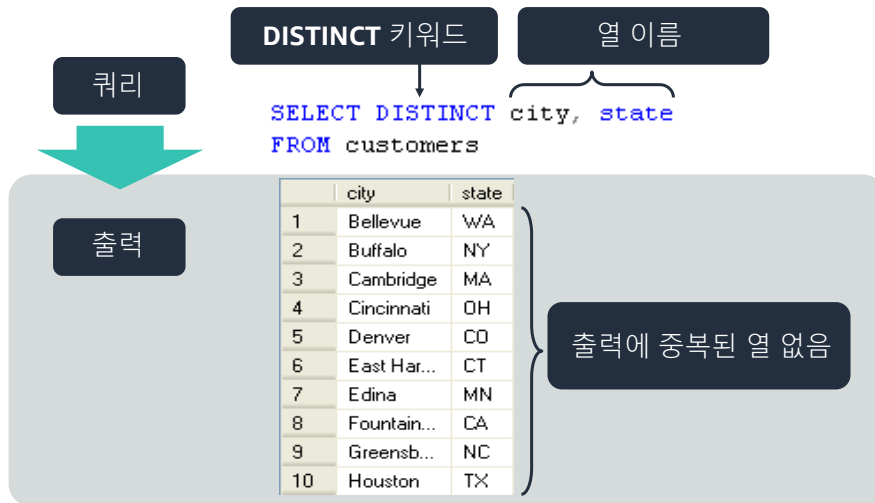 DISTINCT 키워드
열 이름
쿼리
SELECT DISTINCT city, state
FROM customers
출력
city state
1 Bellevue WA
2 Buffalo NY
3 Cambridge MA
4 Cincinnati OH
5 Denver CO
6 East Har... CT
7 Edina MN
8 Fountain... CA
9 Greensb... NC
10 Houston TX
출력에 중복된 열 없음